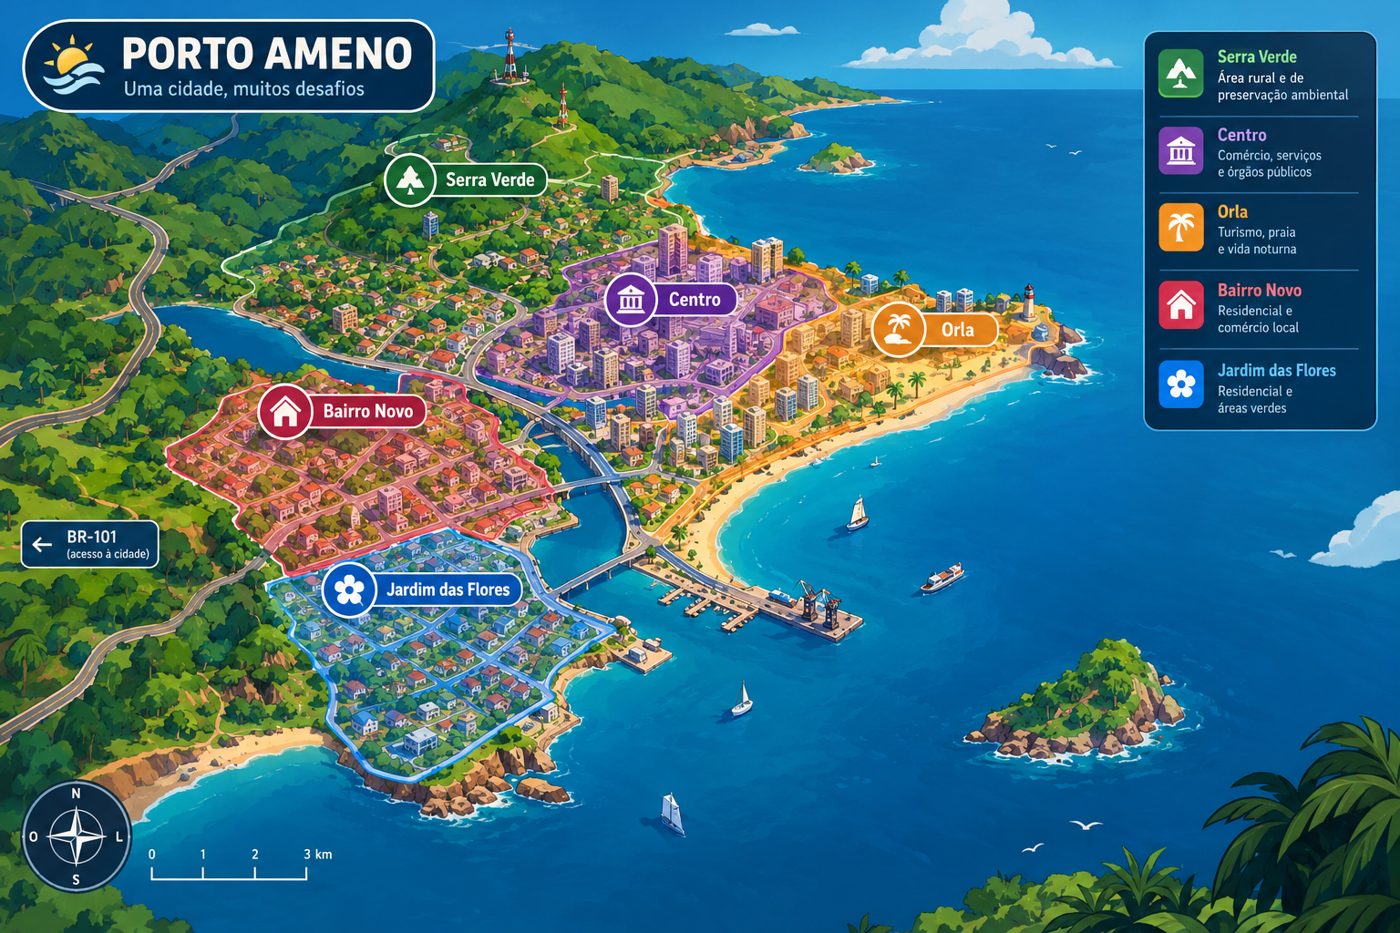 PORTO AMENO
Uma cidade, muitos desafios
Serra Verde
Área rural e de
preservação ambiental
Centro
Comércio, serviços
e órgãos públicos
Orla
Turismo, praia
e vida noturna
Bairro Novo
Residencial e
comércio local
Jardim das Flores
Residencial e
áreas verdes
Serra Verde
Centro
Orla
Bairro Novo
BR-101
(acesso à cidade)
Jardim das Flores
N
O L
S
0 1 2 3 km